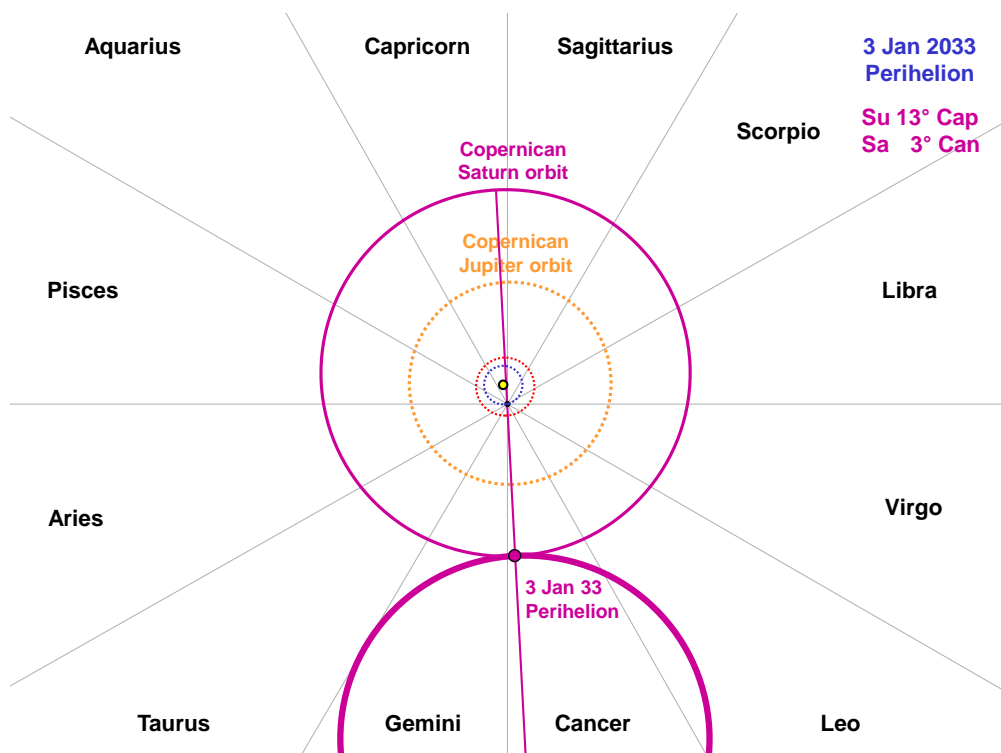 Aquarius
Capricorn
Sagittarius
3 Jan 2033
Perihelion
Su 13° Cap
Sa 3° Can
Scorpio
Copernican
Saturn orbit
Copernican
Jupiter orbit
Pisces
Libra
Aries
Virgo
3 Jan 33
Perihelion
Taurus
Gemini
Cancer
Leo